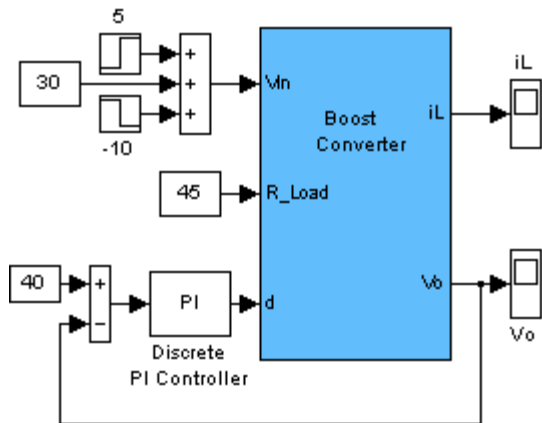 5
+
30
+
+
-10
Vin
Boost
Converter
iL
iL
45
R_Load
40
+
−
PI
d
Vo
Vo
Discrete
PI Controller